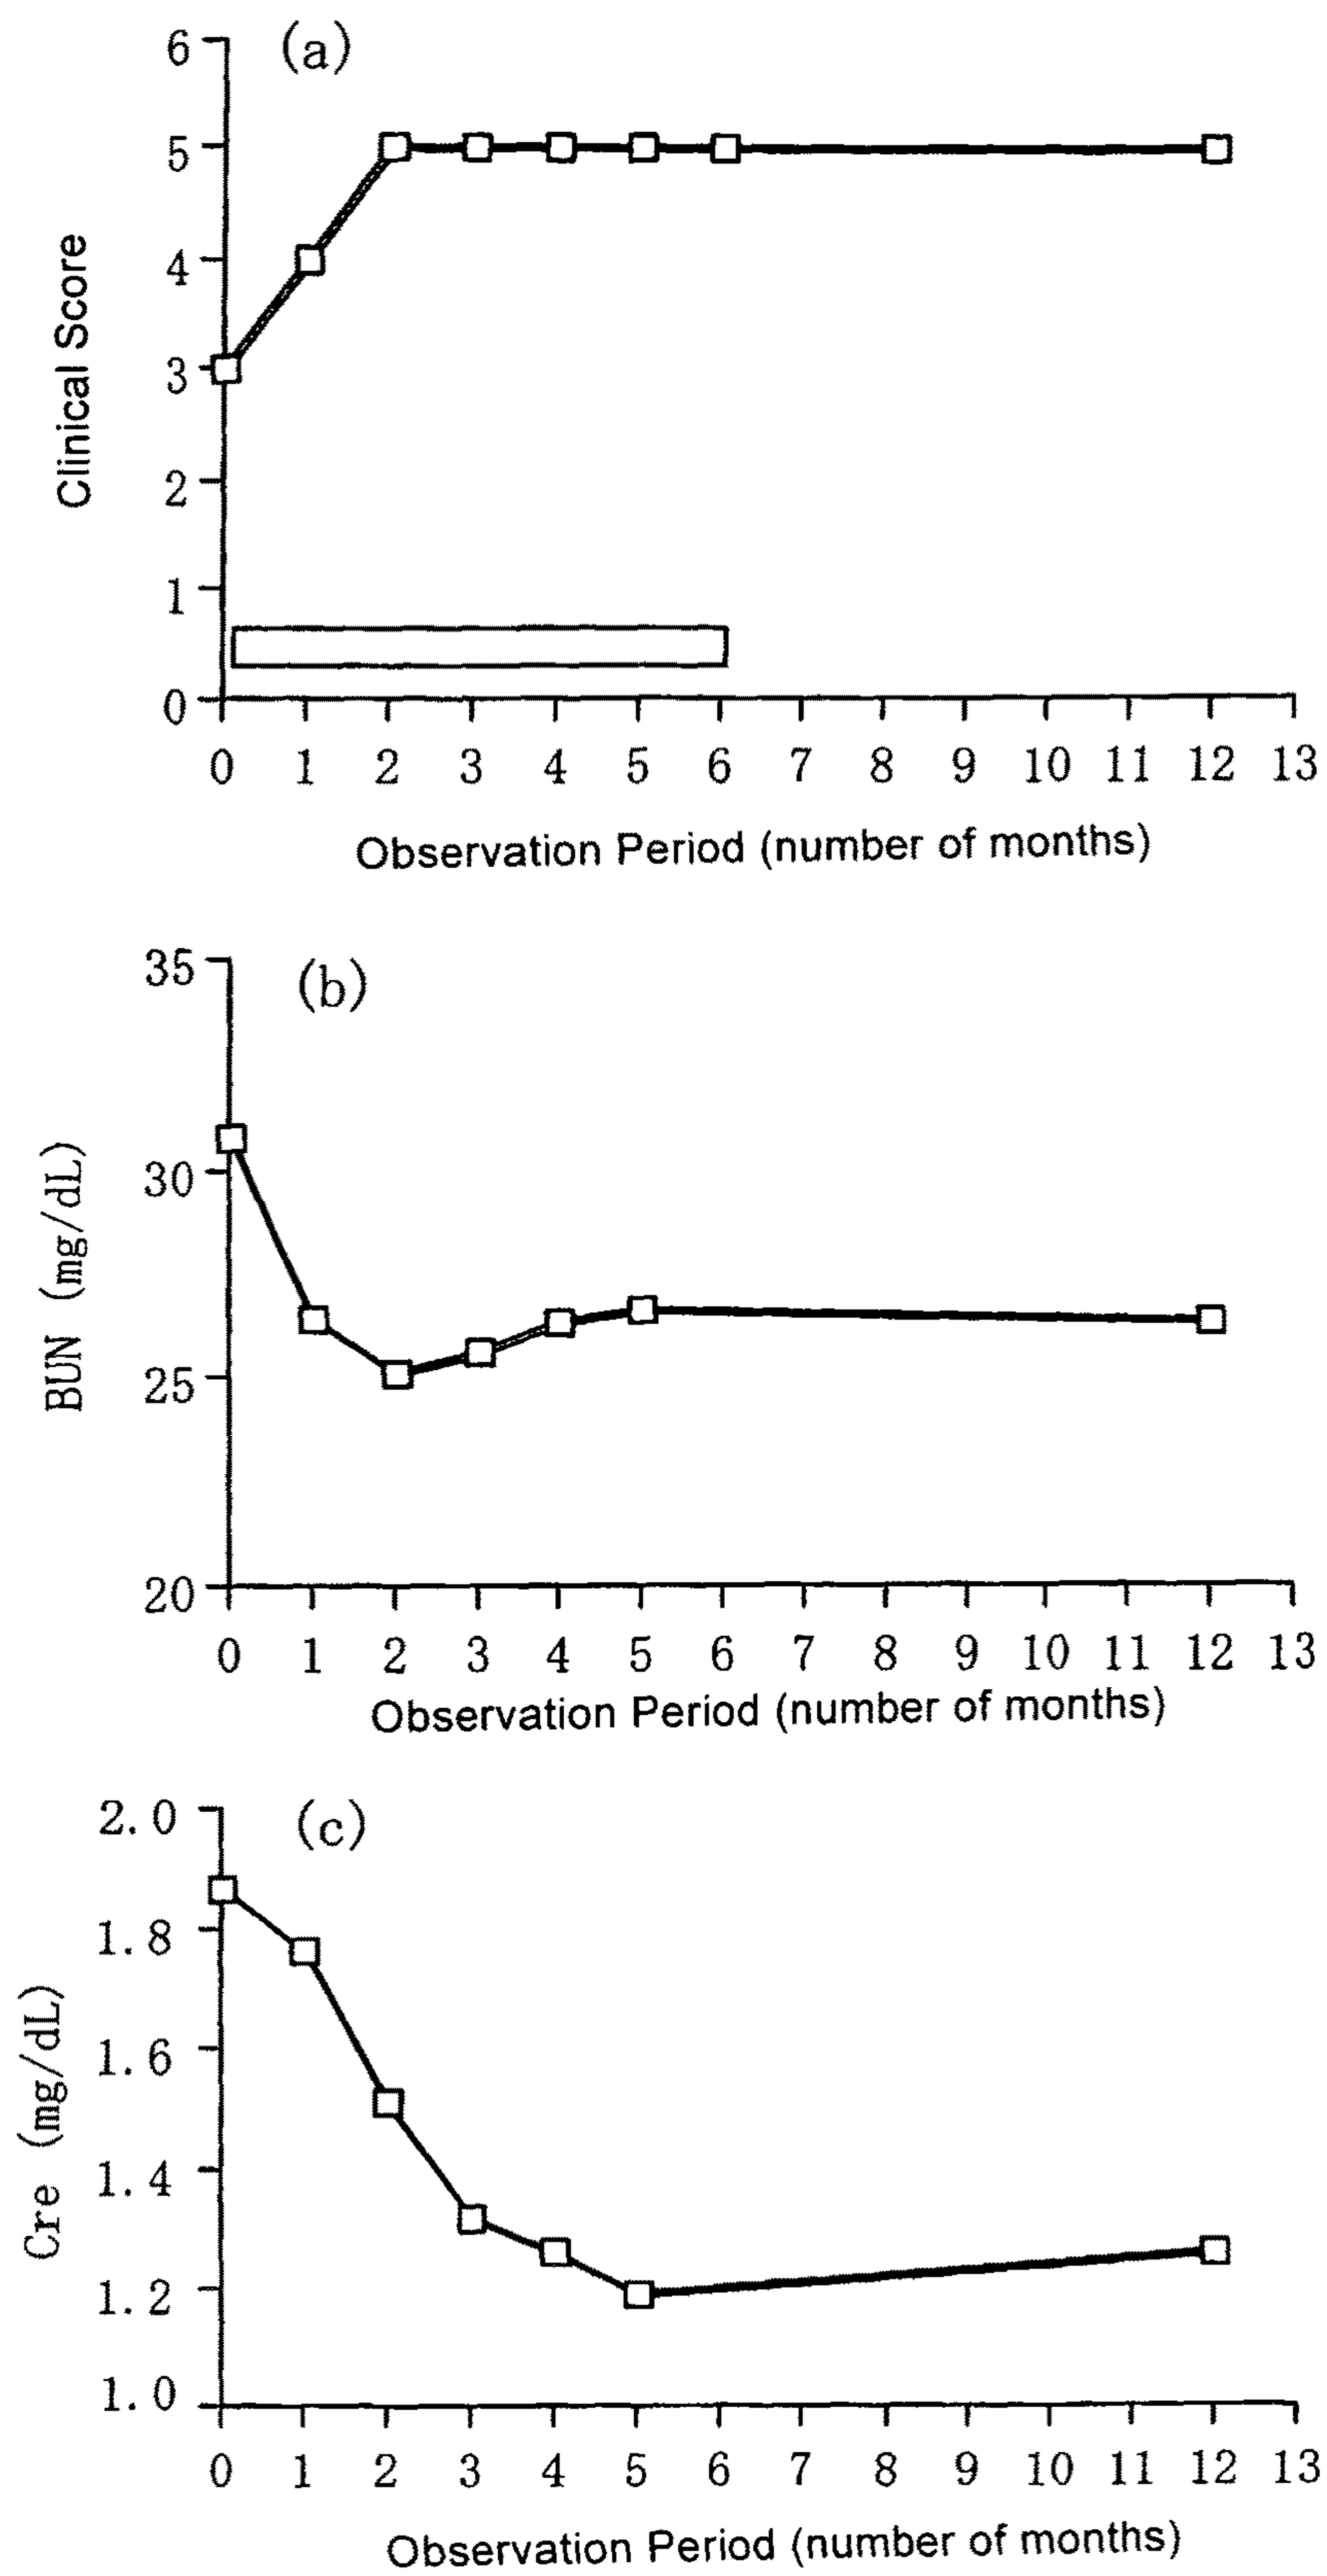 (a)
6
5
4
3
2
1
0
Clinical Score
0 1 2 3 4 5 6 7 8 9 10 11 12 13
Observation Period (number of months)
(b)
35
30
25
20
BUN (mg/dL)
0 1 2 3 4 5 6 7 8 9 10 11 12 13
Observation Period (number of months)
(c)
2.0
1.8
1.6
1.4
1.2
1.0
Cre (mg/dL)
0 1 2 3 4 5 6 7 8 9 10 11 12 13
Observation Period (number of months)